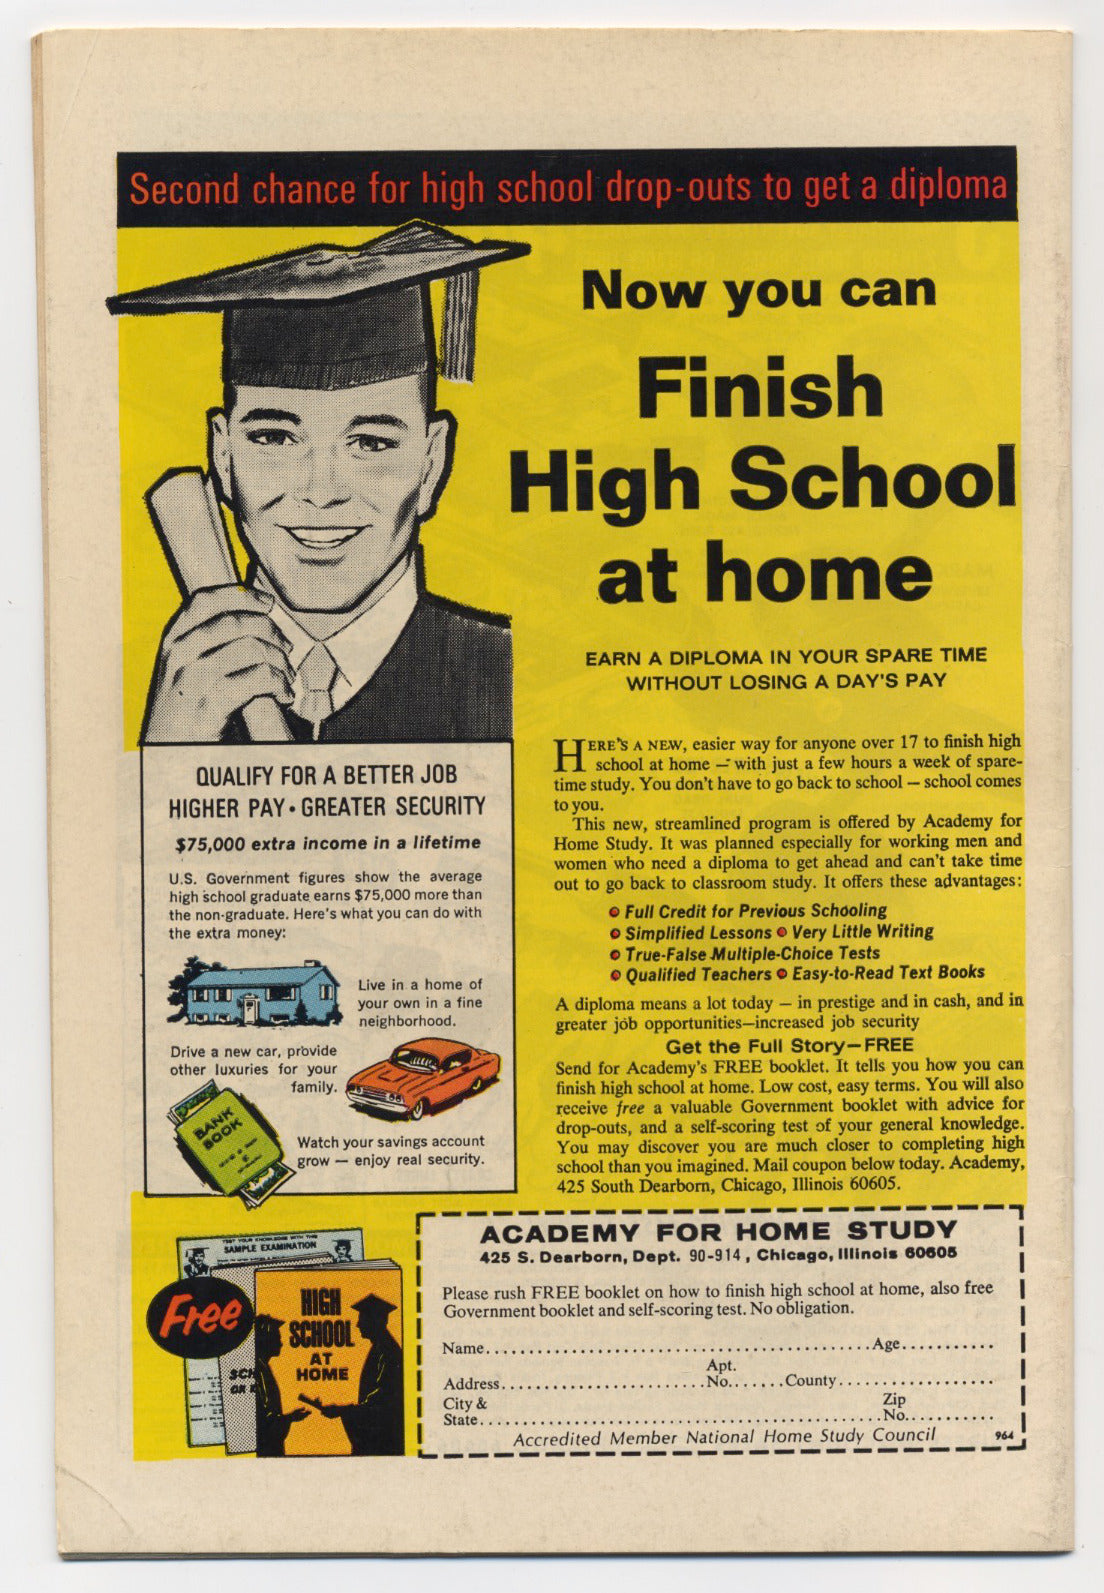 Second chance for high school drop-outs to get a diploma
Now you can
Finish
High School
at home
EARN A DIPLOMA IN YOUR SPARE TIME
WITHOUT LOSING A DAY'S PAY
HERE'S A NEW, easier way for anyone over 17 to finish high
school at home — with just a few hours a week of spare-
time study. You don't have to go back to school — school comes
to you.
This new, streamlined program is offered by Academy for
Home Study. It was planned especially for working men and
women who need a diploma to get ahead and can't take time
out to go back to classroom study. It offers these advantages:
Full Credit for Previous Schooling
Simplified Lessons • Very Little Writing
True-False Multiple-Choice Tests
Qualified Teachers • Easy-to-Read Text Books
A diploma means a lot today — in prestige and in cash, and in
greater job opportunities—increased job security
Get the Full Story—FREE
Send for Academy's FREE booklet. It tells you how you can
finish high school at home. Low cost, easy terms. You will also
receive free a valuable Government booklet with advice for
drop-outs, and a self-scoring test of your general knowledge.
You may discover you are much closer to completing high
school than you imagined. Mail coupon below today. Academy,
425 South Dearborn, Chicago, Illinois 60605.
QUALIFY FOR A BETTER JOB
HIGHER PAY • GREATER SECURITY
$75,000 extra income in a lifetime
U.S. Government figures show the average
high school graduate earns $75,000 more than
the non-graduate. Here's what you can do with
the extra money:
Live in a home of
your own in a fine
neighborhood.
Drive a new car, provide
other luxuries for your
family.
BANK
BOOK
Watch your savings account
grow — enjoy real security.
TEST YOUR KNOWLEDGE WITH THIS
SAMPLE EXAMINATION
Free
HIGH
SCHOOL
AT
HOME
SCH
OR
ACADEMY FOR HOME STUDY
425 S. Dearborn, Dept. 90-914, Chicago, Illinois 60605
Please rush FREE booklet on how to finish high school at home, also free
Government booklet and self-scoring test. No obligation.
Name.......................................................Age............
Apt.
Address.............................No.......County......................
City & Zip
State..........................................................No............
Accredited Member National Home Study Council 964